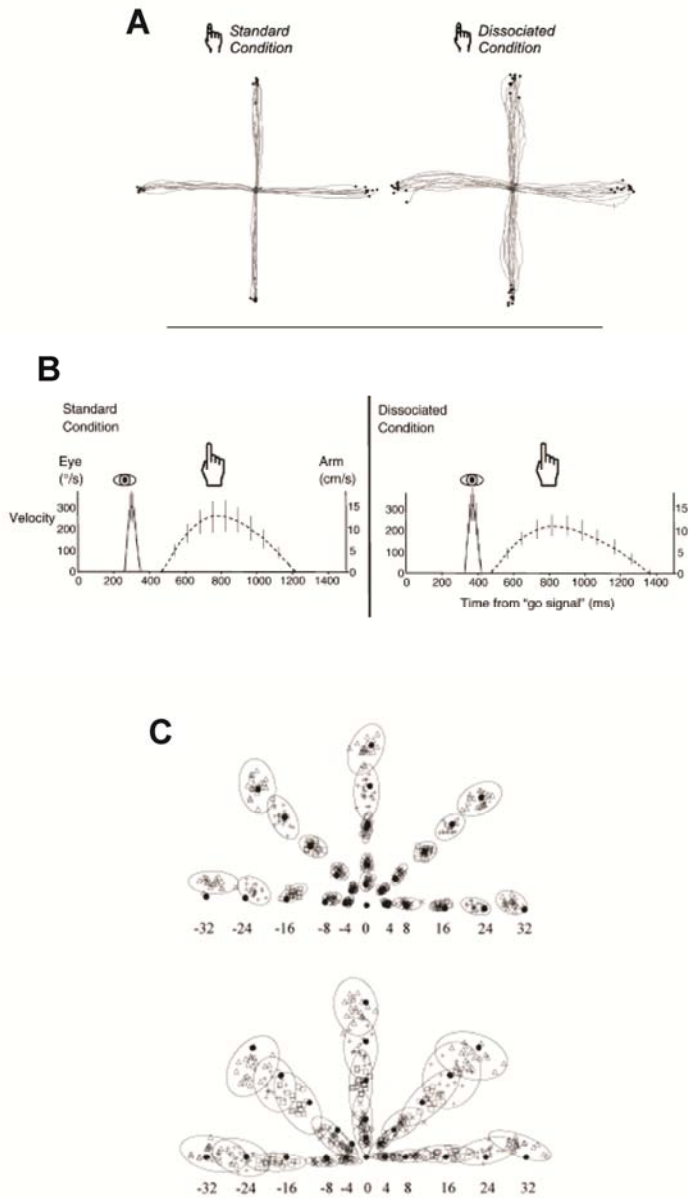 A
Standard
Condition
Dissociated
Condition
B
Standard
Condition
Dissociated
Condition
Eye
(°/s)
Arm
(cm/s)
Velocity
300
200
100
0
15
10
5
0
0 200 400 600 800 1000 1200 1400
300
200
100
0
15
10
5
0
0 200 400 600 800 1000 1200 1400
Time from "go signal" (ms)
C
-32 -24 -16 -8 -4 0 4 8 16 24 32
-32 -24 -16 -8 -4 0 4 8 16 24 32